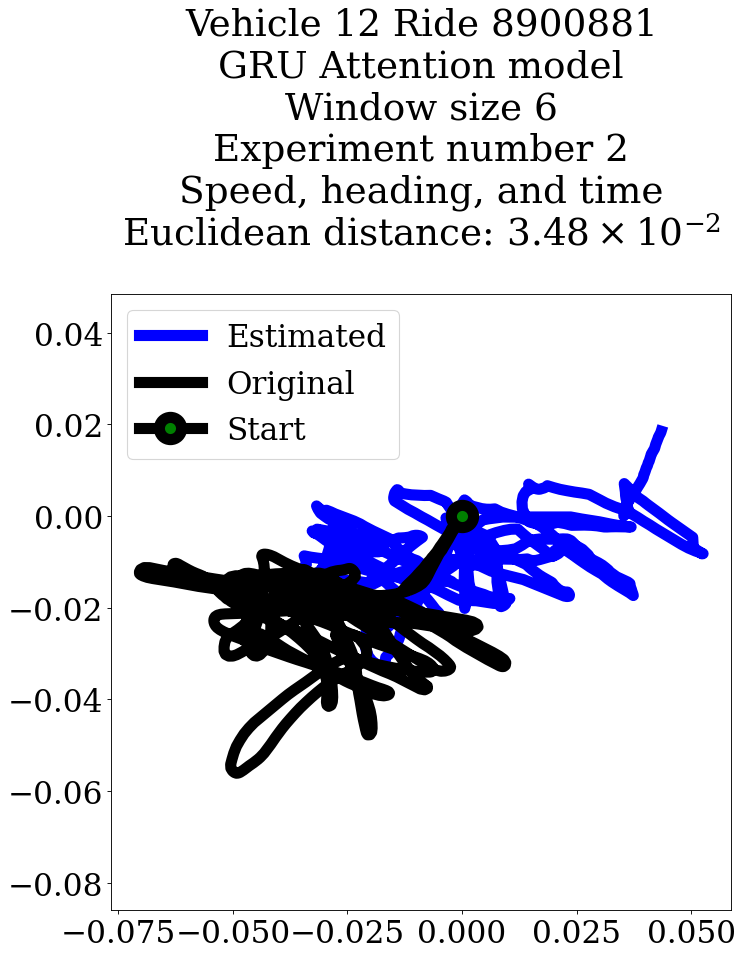 Vehicle 12 Ride 8900881
GRU Attention model
Window size 6
Experiment number 2
Speed, heading, and time
Euclidean distance: 3.48 × 10⁻²
Estimated
Original
Start
0.04
0.02
0.00
−0.02
−0.04
−0.06
−0.08
−0.075 −0.050 −0.025 0.000 0.025 0.050